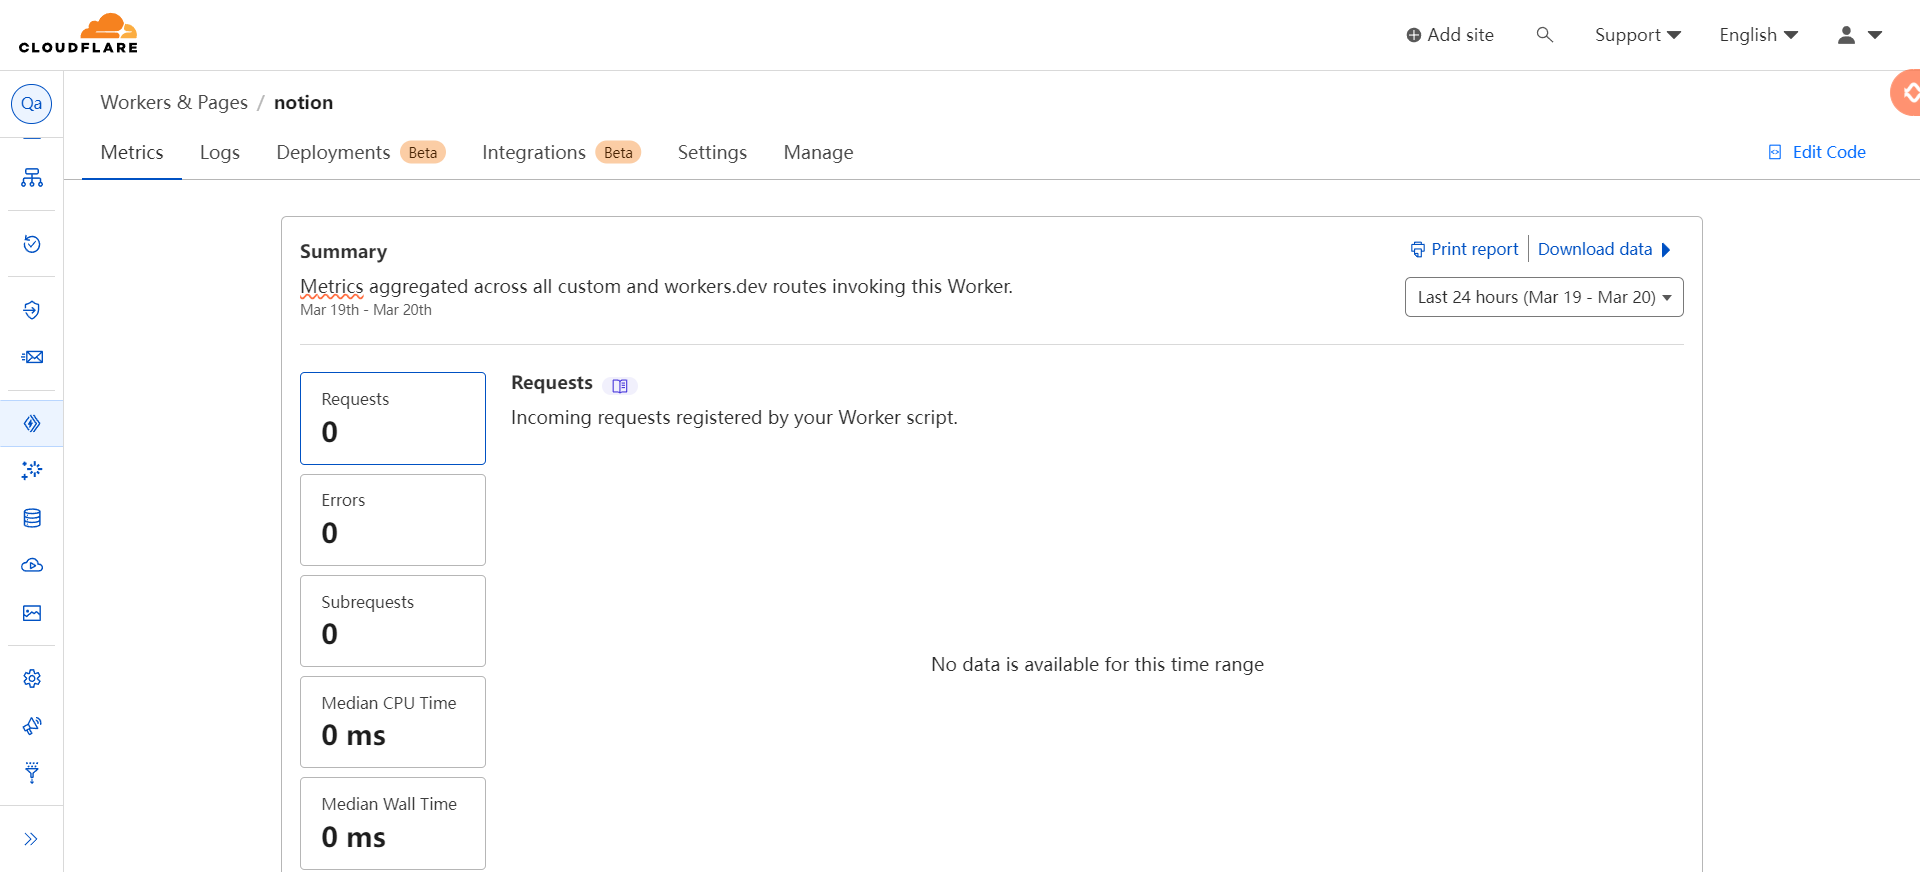 CLOUDFLARE
Add site
Support
English
Qa
Workers & Pages / notion
Metrics
Logs
Deployments Beta
Integrations Beta
Settings
Manage
Edit Code
Summary
Print report
Download data
Metrics aggregated across all custom and workers.dev routes invoking this Worker.
Mar 19th - Mar 20th
Last 24 hours (Mar 19 - Mar 20)
Requests
0
Errors
0
Subrequests
0
Median CPU Time
0 ms
Median Wall Time
0 ms
Requests
Incoming requests registered by your Worker script.
No data is available for this time range